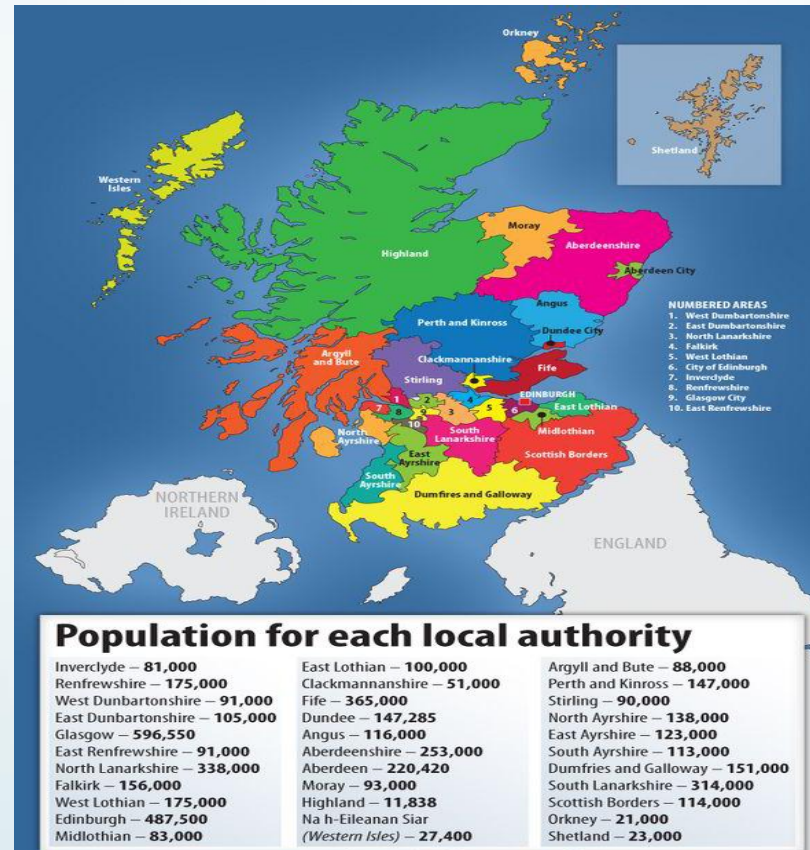 Orkney
Shetland
Western
Isles
Moray
Highland
Aberdeenshire
Aberdeen City
Angus
Perth and Kinross
Dundee City
Argyll
and Bute
Clackmannanshire
Fife
Stirling
EDINBURGH
1
2
4
7
8
9
3
5
6
10
East Lothian
Midlothian
North
Ayrshire
South
Lanarkshire
Scottish Borders
East
Ayrshire
South
Ayrshire
Dumfires and Galloway
NORTHERN
IRELAND
ENGLAND
NUMBERED AREAS
1. West Dumbartonshire
2. East Dumbartonshire
3. North Lanarkshire
4. Falkirk
5. West Lothian
6. City of Edinburgh
7. Inverclyde
8. Renfrewshire
9. Glasgow City
10. East Renfrewshire
Population for each local authority
Inverclyde – 81,000
Renfrewshire – 175,000
West Dunbartonshire – 91,000
East Dunbartonshire – 105,000
Glasgow – 596,550
East Renfrewshire – 91,000
North Lanarkshire – 338,000
Falkirk – 156,000
West Lothian – 175,000
Edinburgh – 487,500
Midlothian – 83,000
East Lothian – 100,000
Clackmannanshire – 51,000
Fife – 365,000
Dundee – 147,285
Angus – 116,000
Aberdeenshire – 253,000
Aberdeen – 220,420
Moray – 93,000
Highland – 11,838
Na h-Eileanan Siar
(Western Isles) – 27,400
Argyll and Bute – 88,000
Perth and Kinross – 147,000
Stirling – 90,000
North Ayrshire – 138,000
East Ayrshire – 123,000
South Ayrshire – 113,000
Dumfries and Galloway – 151,000
South Lanarkshire – 314,000
Scottish Borders – 114,000
Orkney – 21,000
Shetland – 23,000